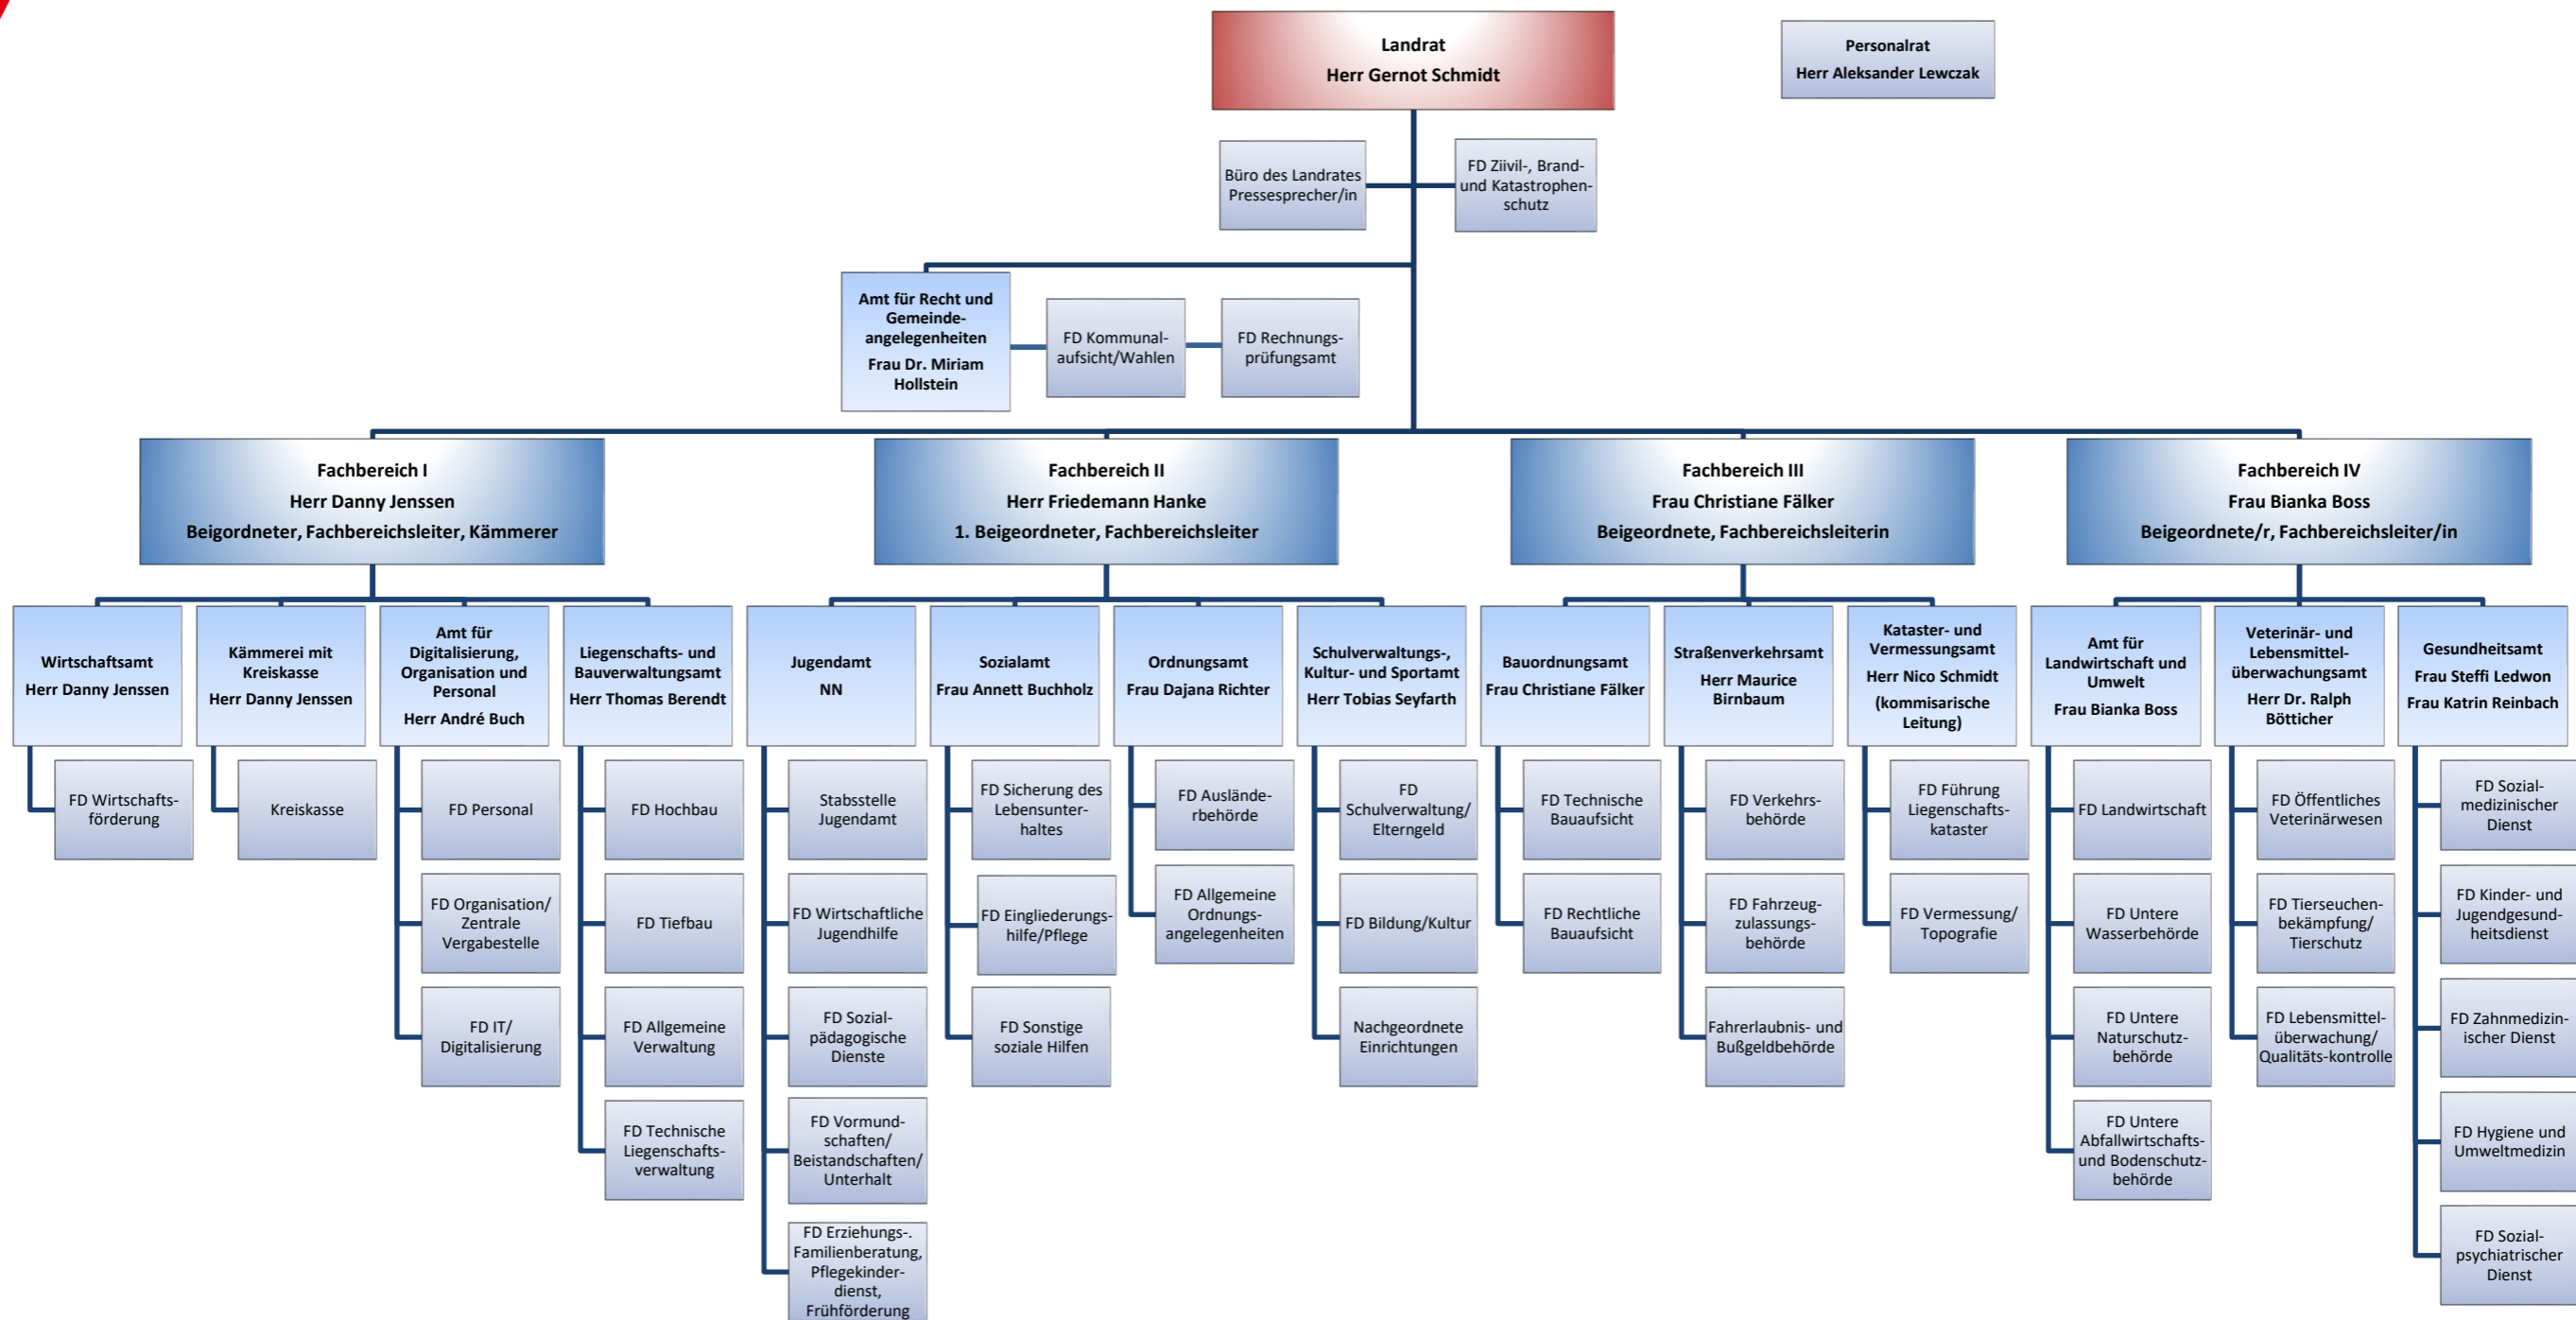 Landrat
Herr Gernot Schmidt
Personalrat
Herr Aleksander Lewczak
Büro des Landrates
Pressesprecher/in
FD Ziivil-, Brand-
und Katastrophen-
schutz
Amt für Recht und
Gemeinde-
angelegenheiten
Frau Dr. Miriam
Hollstein
FD Kommunal-
aufsicht/Wahlen
FD Rechnungs-
prüfungsamt
Fachbereich I
Herr Danny Jenssen
Beigordneter, Fachbereichsleiter, Kämmerer
Fachbereich II
Herr Friedemann Hanke
1. Beigeordneter, Fachbereichsleiter
Fachbereich III
Frau Christiane Fälker
Beigeordnete, Fachbereichsleiterin
Fachbereich IV
Frau Bianka Boss
Beigeordnete/r, Fachbereichsleiter/in
Wirtschaftsamt
Herr Danny Jenssen
Kämmerei mit
Kreiskasse
Herr Danny Jenssen
Amt für
Digitalisierung,
Organisation und
Personal
Herr André Buch
Liegenschafts- und
Bauverwaltungsamt
Herr Thomas Berendt
Jugendamt
NN
Sozialamt
Frau Annett Buchholz
Ordnungsamt
Frau Dajana Richter
Schulverwaltungs-,
Kultur- und Sportamt
Herr Tobias Seyfarth
Bauordnungsamt
Frau Christiane Fälker
Straßenverkehrsamt
Herr Maurice
Birnbaum
Kataster- und
Vermessungsamt
Herr Nico Schmidt
(kommisarische
Leitung)
Amt für
Landwirtschaft und
Umwelt
Frau Bianka Boss
Veterinär- und
Lebensmittel-
überwachungsamt
Herr Dr. Ralph
Bötticher
Gesundheitsamt
Frau Steffi Ledwon
Frau Katrin Reinbach
FD Wirtschafts-
förderung
Kreiskasse
FD Personal
FD Organisation/
Zentrale
Vergabestelle
FD IT/
Digitalisierung
FD Hochbau
FD Tiefbau
FD Allgemeine
Verwaltung
FD Technische
Liegenschafts-
verwaltung
Stabsstelle
Jugendamt
FD Wirtschaftliche
Jugendhilfe
FD Sozial-
pädagogische
Dienste
FD Vormund-
schaften/
Beistandschaften/
Unterhalt
FD Erziehungs-.
Familienberatung,
Pflegekinder-
dienst,
Frühförderung
FD Sicherung des
Lebensunter-
haltes
FD Eingliederungs-
hilfe/Pflege
FD Sonstige
soziale Hilfen
FD Auslände-
rbehörde
FD Allgemeine
Ordnungs-
angelegenheiten
FD
Schulverwaltung/
Elterngeld
FD Bildung/Kultur
Nachgeordnete
Einrichtungen
FD Technische
Bauaufsicht
FD Rechtliche
Bauaufsicht
FD Verkehrs-
behörde
FD Fahrzeug-
zulassungs-
behörde
Fahrerlaubnis- und
Bußgeldbehörde
FD Führung
Liegenschafts-
kataster
FD Vermessung/
Topografie
FD Landwirtschaft
FD Untere
Wasserbehörde
FD Untere
Naturschutz-
behörde
FD Untere
Abfallwirtschafts-
und Bodenschutz-
behörde
FD Öffentliches
Veterinärwesen
FD Tierseuchen-
bekämpfung/
Tierschutz
FD Lebensmittel-
überwachung/
Qualitäts-kontrolle
FD Sozial-
medizinischer
Dienst
FD Kinder- und
Jugendgesund-
heitsdienst
FD Zahnmedizin-
ischer Dienst
FD Hygiene und
Umweltmedizin
FD Sozial-
psychiatrischer
Dienst